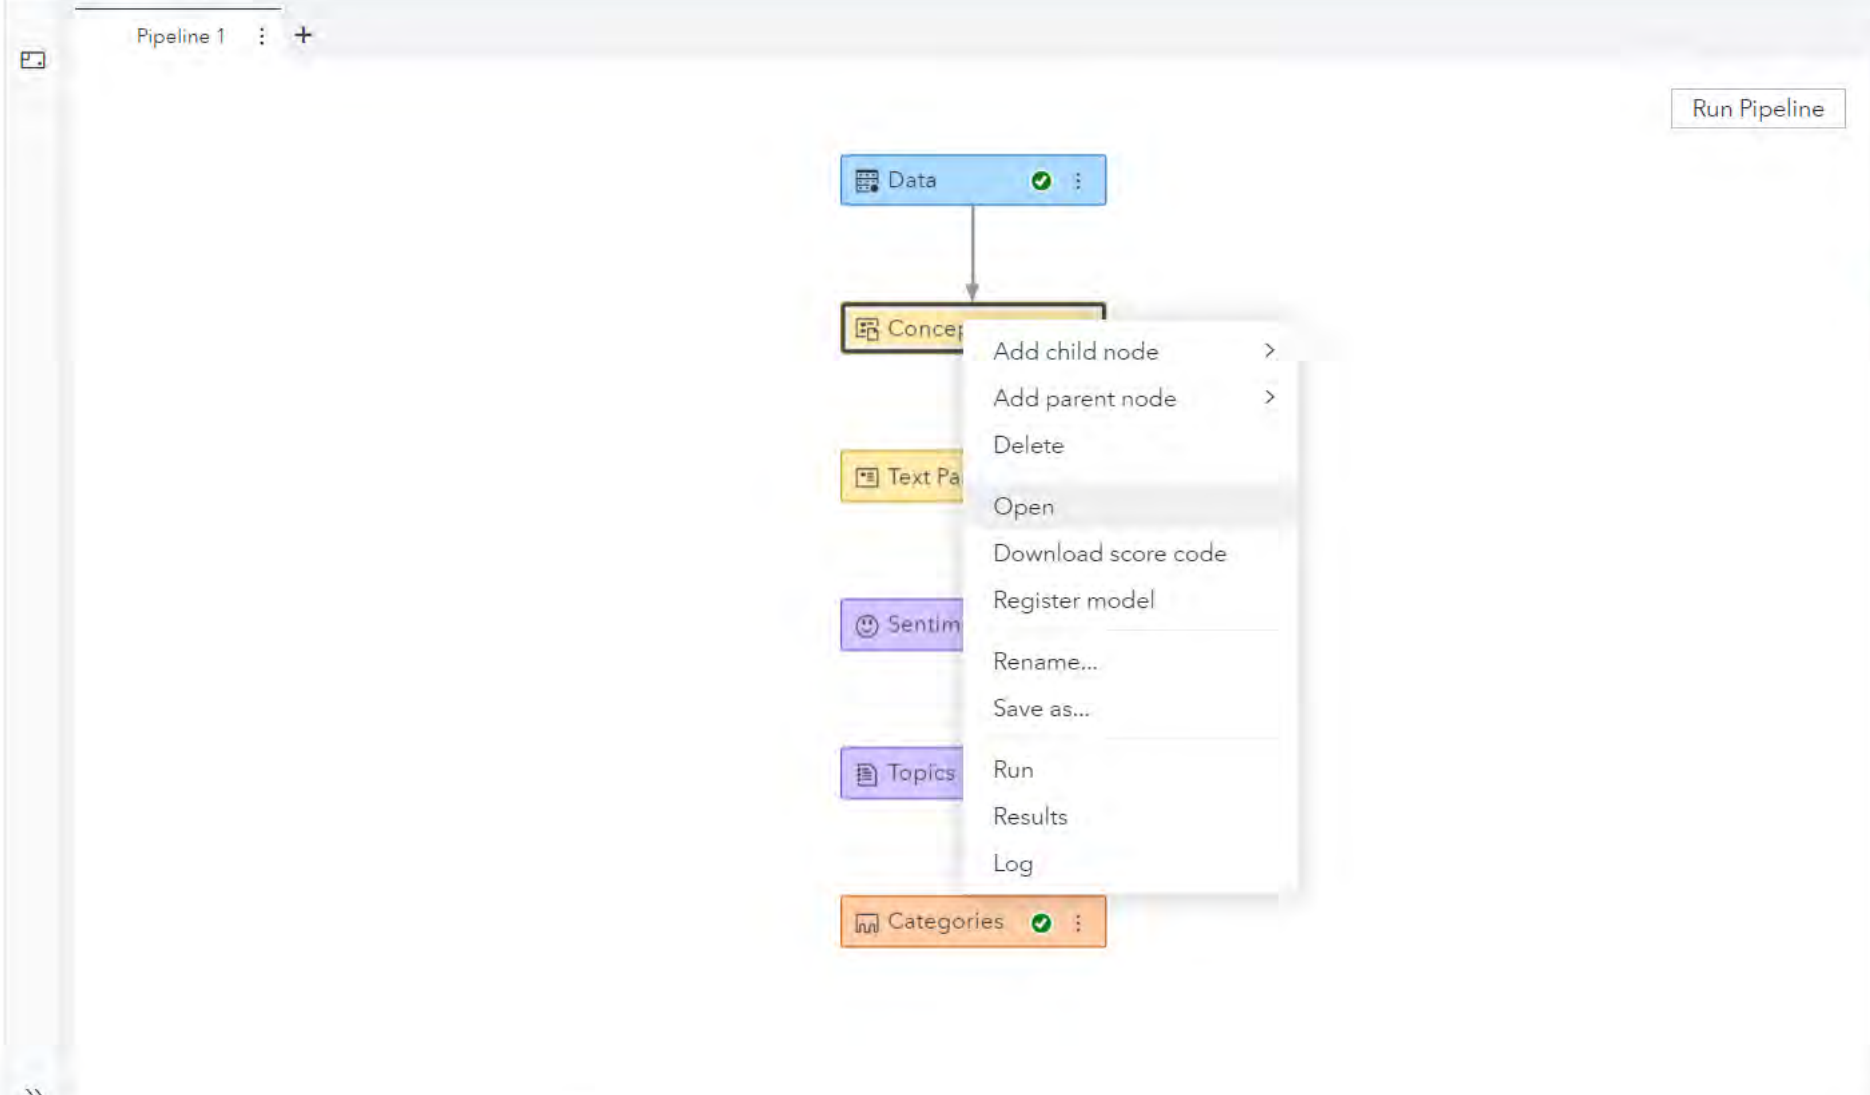 Pipeline 1
Run Pipeline
Data
Concep
Add child node
Add parent node
Delete
Text Pa
Open
Download score code
Register model
Sentim
Rename...
Save as...
Topics
Run
Results
Log
Categories